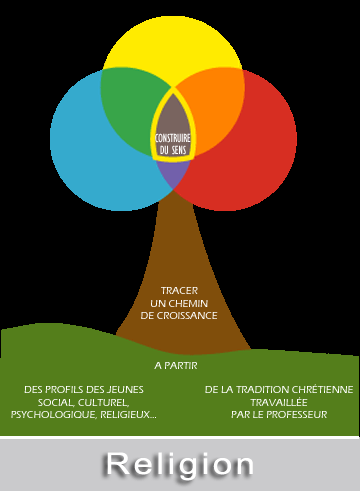 CONSTRUIRE
DU SENS
TRACER
UN CHEMIN
DE CROISSANCE
A PARTIR
DES PROFILS DES JEUNES
SOCIAL, CULTUREL,
PSYCHOLOGIQUE, RELIGIEUX...
DE LA TRADITION CHRÉTIENNE
TRAVAILLÉE
PAR LE PROFESSEUR
Religion